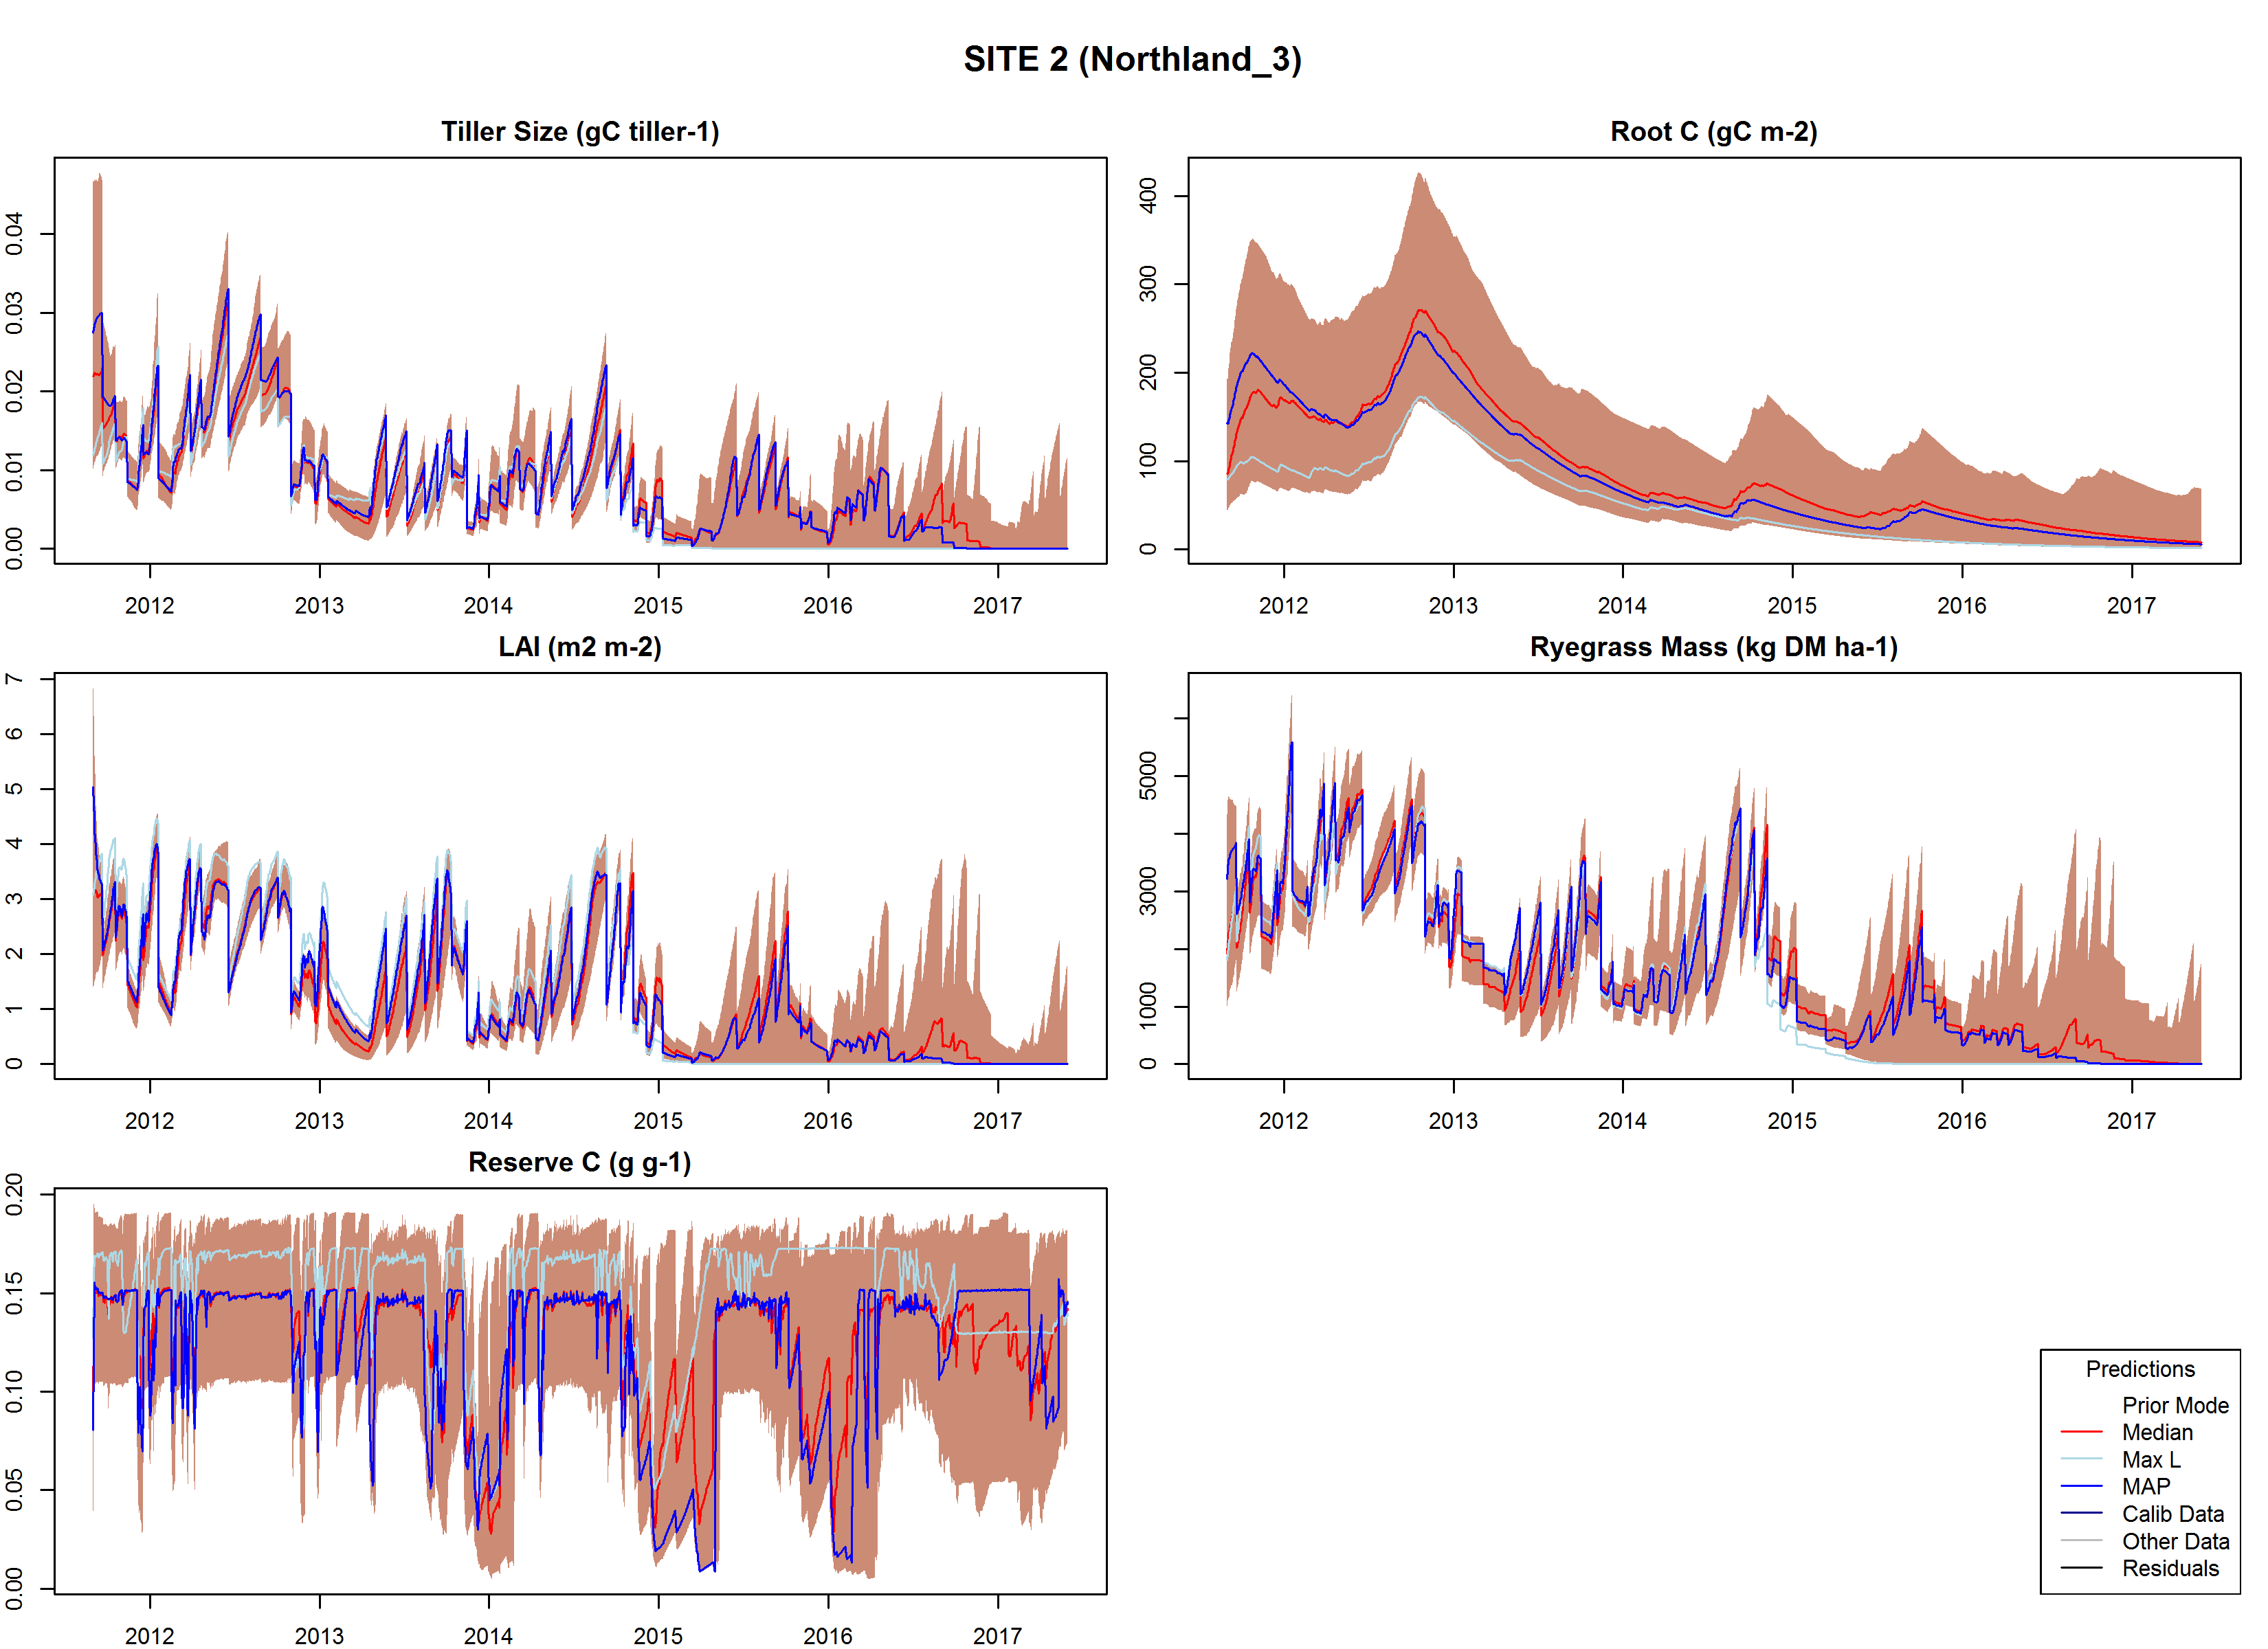 SITE 2 (Northland_3)
Tiller Size (gC tiller-1)
0.00 0.01 0.02 0.03 0.04
2012 2013 2014 2015 2016 2017
Root C (gC m-2)
0 100 200 300 400
2012 2013 2014 2015 2016 2017
LAI (m2 m-2)
0 1 2 3 4 5 6 7
2012 2013 2014 2015 2016 2017
Ryegrass Mass (kg DM ha-1)
0 1000 3000 5000
2012 2013 2014 2015 2016 2017
Reserve C (g g-1)
0.00 0.05 0.10 0.15 0.20
2012 2013 2014 2015 2016 2017
Predictions
Prior Mode
Median
Max L
MAP
Calib Data
Other Data
Residuals